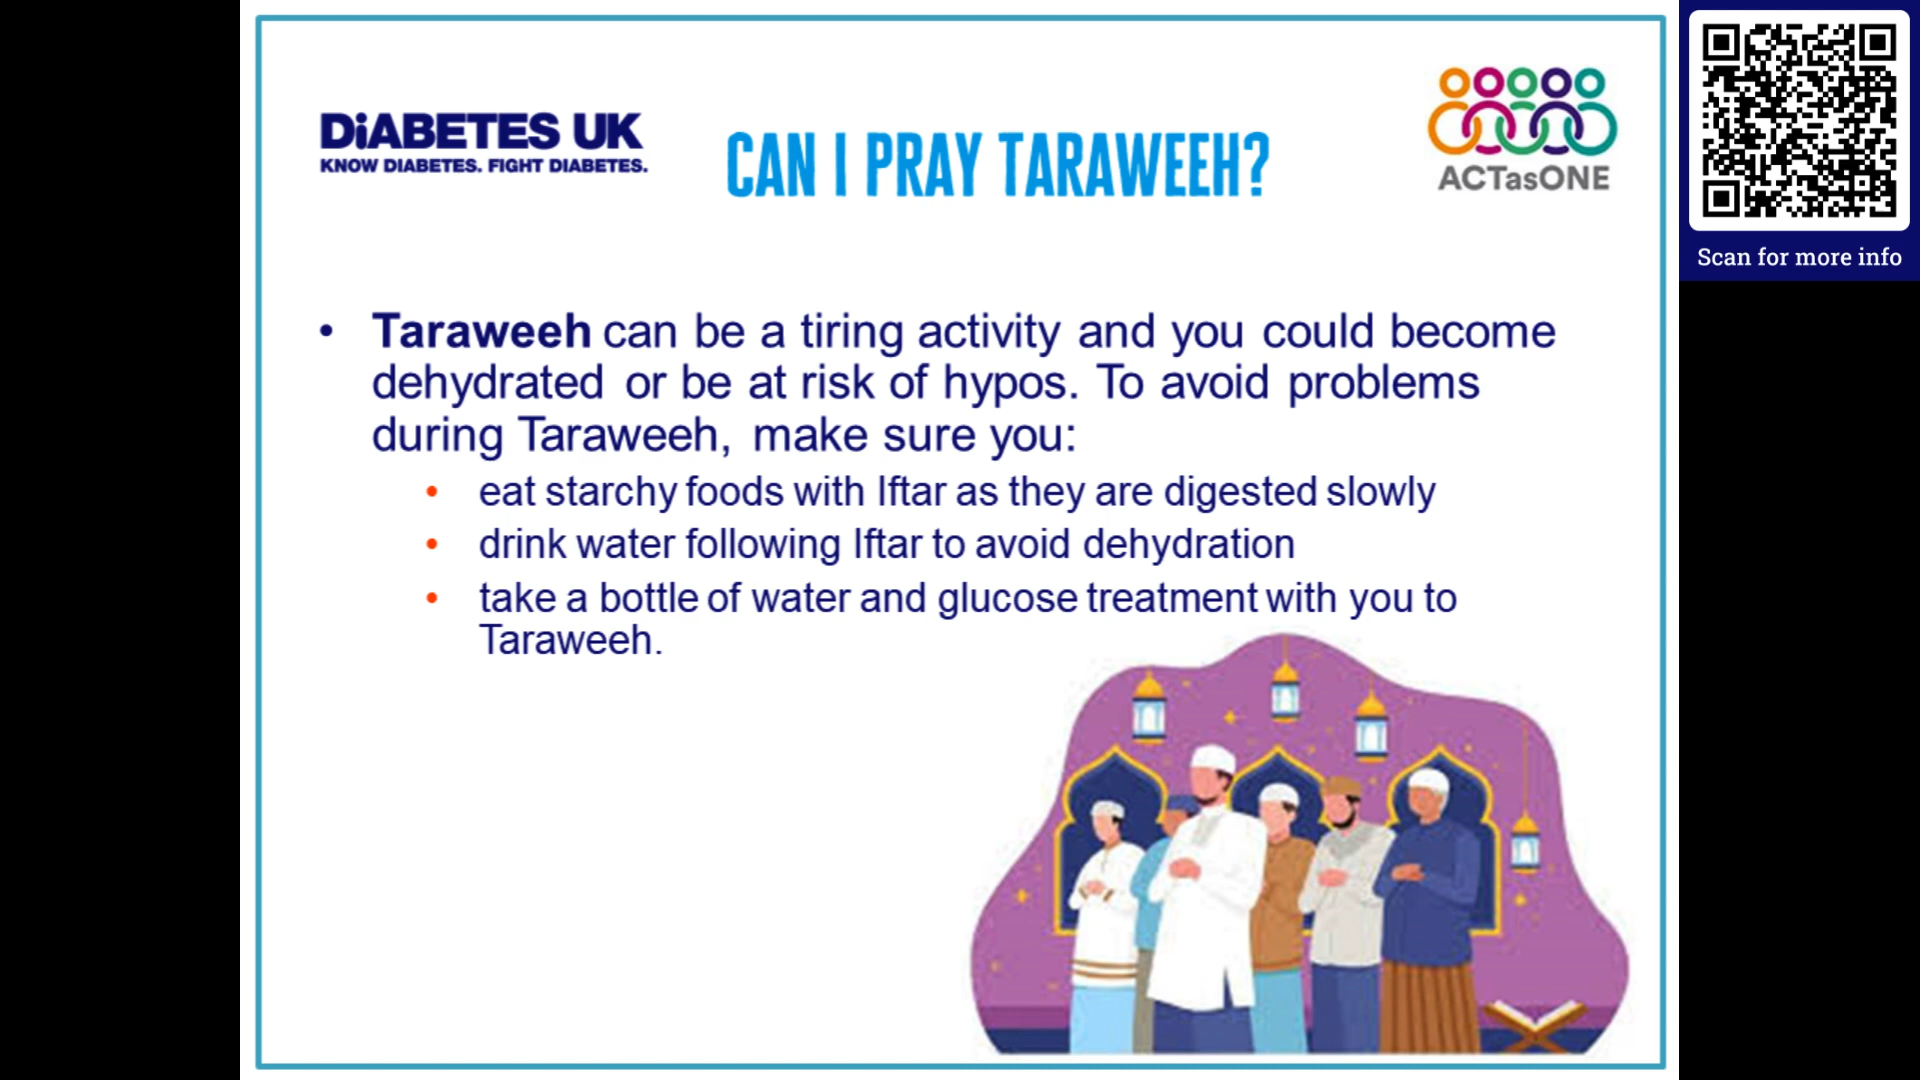 DiABETES UK
KNOW DIABETES. FIGHT DIABETES.
CAN I PRAY TARAWEEH?
ACTasONE
Scan for more info
• Taraweeh can be a tiring activity and you could become
dehydrated or be at risk of hypos. To avoid problems
during Taraweeh, make sure you:
• eat starchy foods with Iftar as they are digested slowly
• drink water following Iftar to avoid dehydration
• take a bottle of water and glucose treatment with you to
Taraweeh.